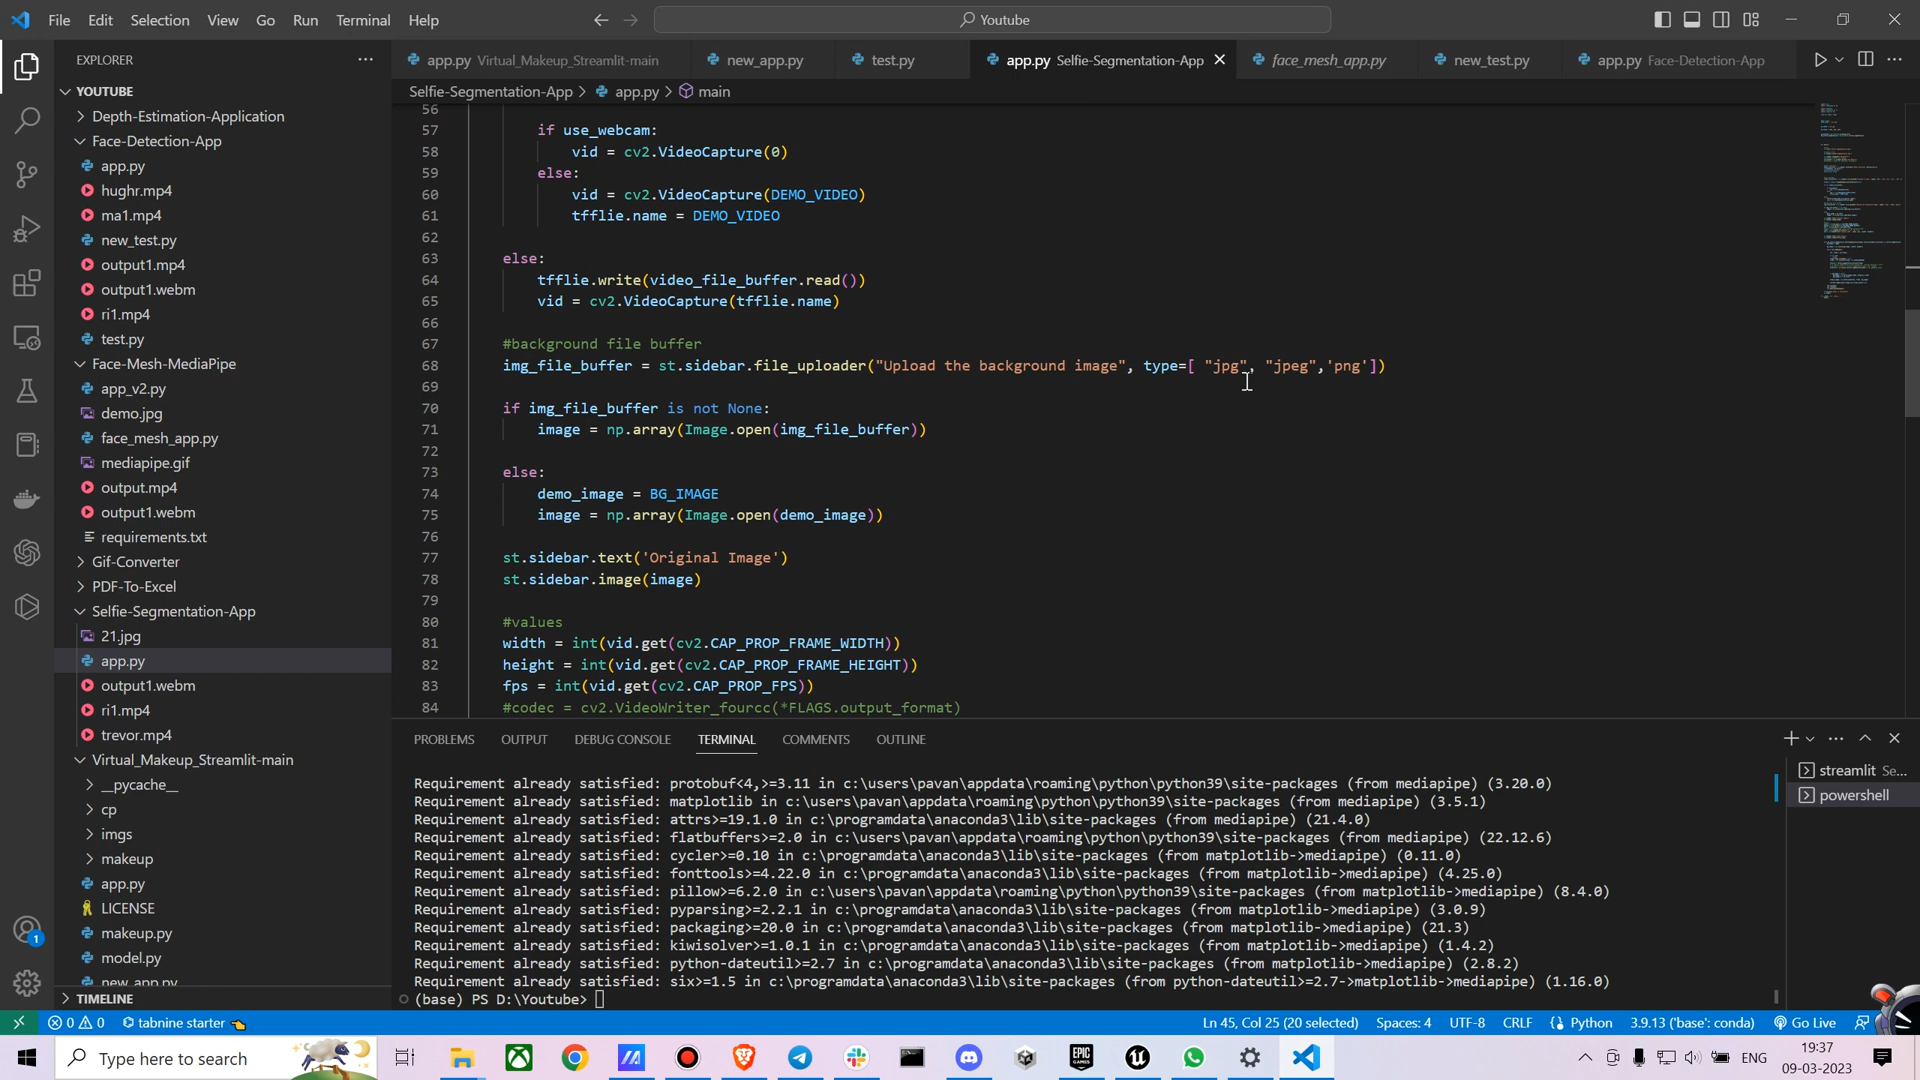 File Edit Selection View Go Run Terminal Help
Youtube
EXPLORER
app.py Virtual_Makeup_Streamlit-main
new_app.py
test.py
app.py Selfie-Segmentation-App
face_mesh_app.py
new_test.py
app.py Face-Detection-App
YOUTUBE
Depth-Estimation-Application
Face-Detection-App
app.py
hughr.mp4
ma1.mp4
new_test.py
output1.mp4
output1.webm
ri1.mp4
test.py
Face-Mesh-MediaPipe
app_v2.py
demo.jpg
face_mesh_app.py
mediapipe.gif
output.mp4
output1.webm
requirements.txt
Gif-Converter
PDF-To-Excel
Selfie-Segmentation-App
21.jpg
app.py
output1.webm
ri1.mp4
trevor.mp4
Virtual_Makeup_Streamlit-main
__pycache__
cp
imgs
makeup
app.py
LICENSE
makeup.py
model.py
new_app.py
TIMELINE
Selfie-Segmentation-App > app.py > main
56
57 if use_webcam:
58 vid = cv2.VideoCapture(0)
59 else:
60 vid = cv2.VideoCapture(DEMO_VIDEO)
61 tfflie.name = DEMO_VIDEO
62
63 else:
64 tfflie.write(video_file_buffer.read())
65 vid = cv2.VideoCapture(tfflie.name)
66
67 #background file buffer
68 img_file_buffer = st.sidebar.file_uploader("Upload the background image", type=[ "jpg", "jpeg",'png'])
69
70 if img_file_buffer is not None:
71 image = np.array(Image.open(img_file_buffer))
72
73 else:
74 demo_image = BG_IMAGE
75 image = np.array(Image.open(demo_image))
76
77 st.sidebar.text('Original Image')
78 st.sidebar.image(image)
79
80 #values
81 width = int(vid.get(cv2.CAP_PROP_FRAME_WIDTH))
82 height = int(vid.get(cv2.CAP_PROP_FRAME_HEIGHT))
83 fps = int(vid.get(cv2.CAP_PROP_FPS))
84 #codec = cv2.VideoWriter_fourcc(*FLAGS.output_format)
PROBLEMS OUTPUT DEBUG CONSOLE TERMINAL COMMENTS OUTLINE
Requirement already satisfied: protobuf<4,>=3.11 in c:\users\pavan\appdata\roaming\python\python39\site-packages (from mediapipe) (3.20.0)
Requirement already satisfied: matplotlib in c:\users\pavan\appdata\roaming\python\python39\site-packages (from mediapipe) (3.5.1)
Requirement already satisfied: attrs>=19.1.0 in c:\programdata\anaconda3\lib\site-packages (from mediapipe) (21.4.0)
Requirement already satisfied: flatbuffers>=2.0 in c:\users\pavan\appdata\roaming\python\python39\site-packages (from mediapipe) (22.12.6)
Requirement already satisfied: cycler>=0.10 in c:\programdata\anaconda3\lib\site-packages (from matplotlib->mediapipe) (0.11.0)
Requirement already satisfied: fonttools>=4.22.0 in c:\programdata\anaconda3\lib\site-packages (from matplotlib->mediapipe) (4.25.0)
Requirement already satisfied: pillow>=6.2.0 in c:\users\pavan\appdata\roaming\python\python39\site-packages (from matplotlib->mediapipe) (8.4.0)
Requirement already satisfied: pyparsing>=2.2.1 in c:\programdata\anaconda3\lib\site-packages (from matplotlib->mediapipe) (3.0.9)
Requirement already satisfied: packaging>=20.0 in c:\programdata\anaconda3\lib\site-packages (from matplotlib->mediapipe) (21.3)
Requirement already satisfied: kiwisolver>=1.0.1 in c:\programdata\anaconda3\lib\site-packages (from matplotlib->mediapipe) (1.4.2)
Requirement already satisfied: python-dateutil>=2.7 in c:\programdata\anaconda3\lib\site-packages (from matplotlib->mediapipe) (2.8.2)
Requirement already satisfied: six>=1.5 in c:\programdata\anaconda3\lib\site-packages (from python-dateutil>=2.7->matplotlib->mediapipe) (1.16.0)
(base) PS D:\Youtube>
streamlit Se...
powershell
1
0 0 tabnine starter
Ln 45, Col 25 (20 selected) Spaces: 4 UTF-8 CRLF Python 3.9.13 ('base': conda) Go Live
Type here to search
EPIC GAMES
ENG
19:37
09-03-2023